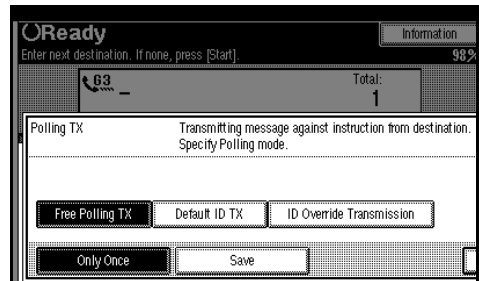 Ready
Information
Enter next destination. If none, press [Start].
98%
G3
Total:
1
Polling TX
Transmitting message against instruction from destination.
Specify Polling mode.
Free Polling TX
Default ID TX
ID Override Transmission
Only Once
Save